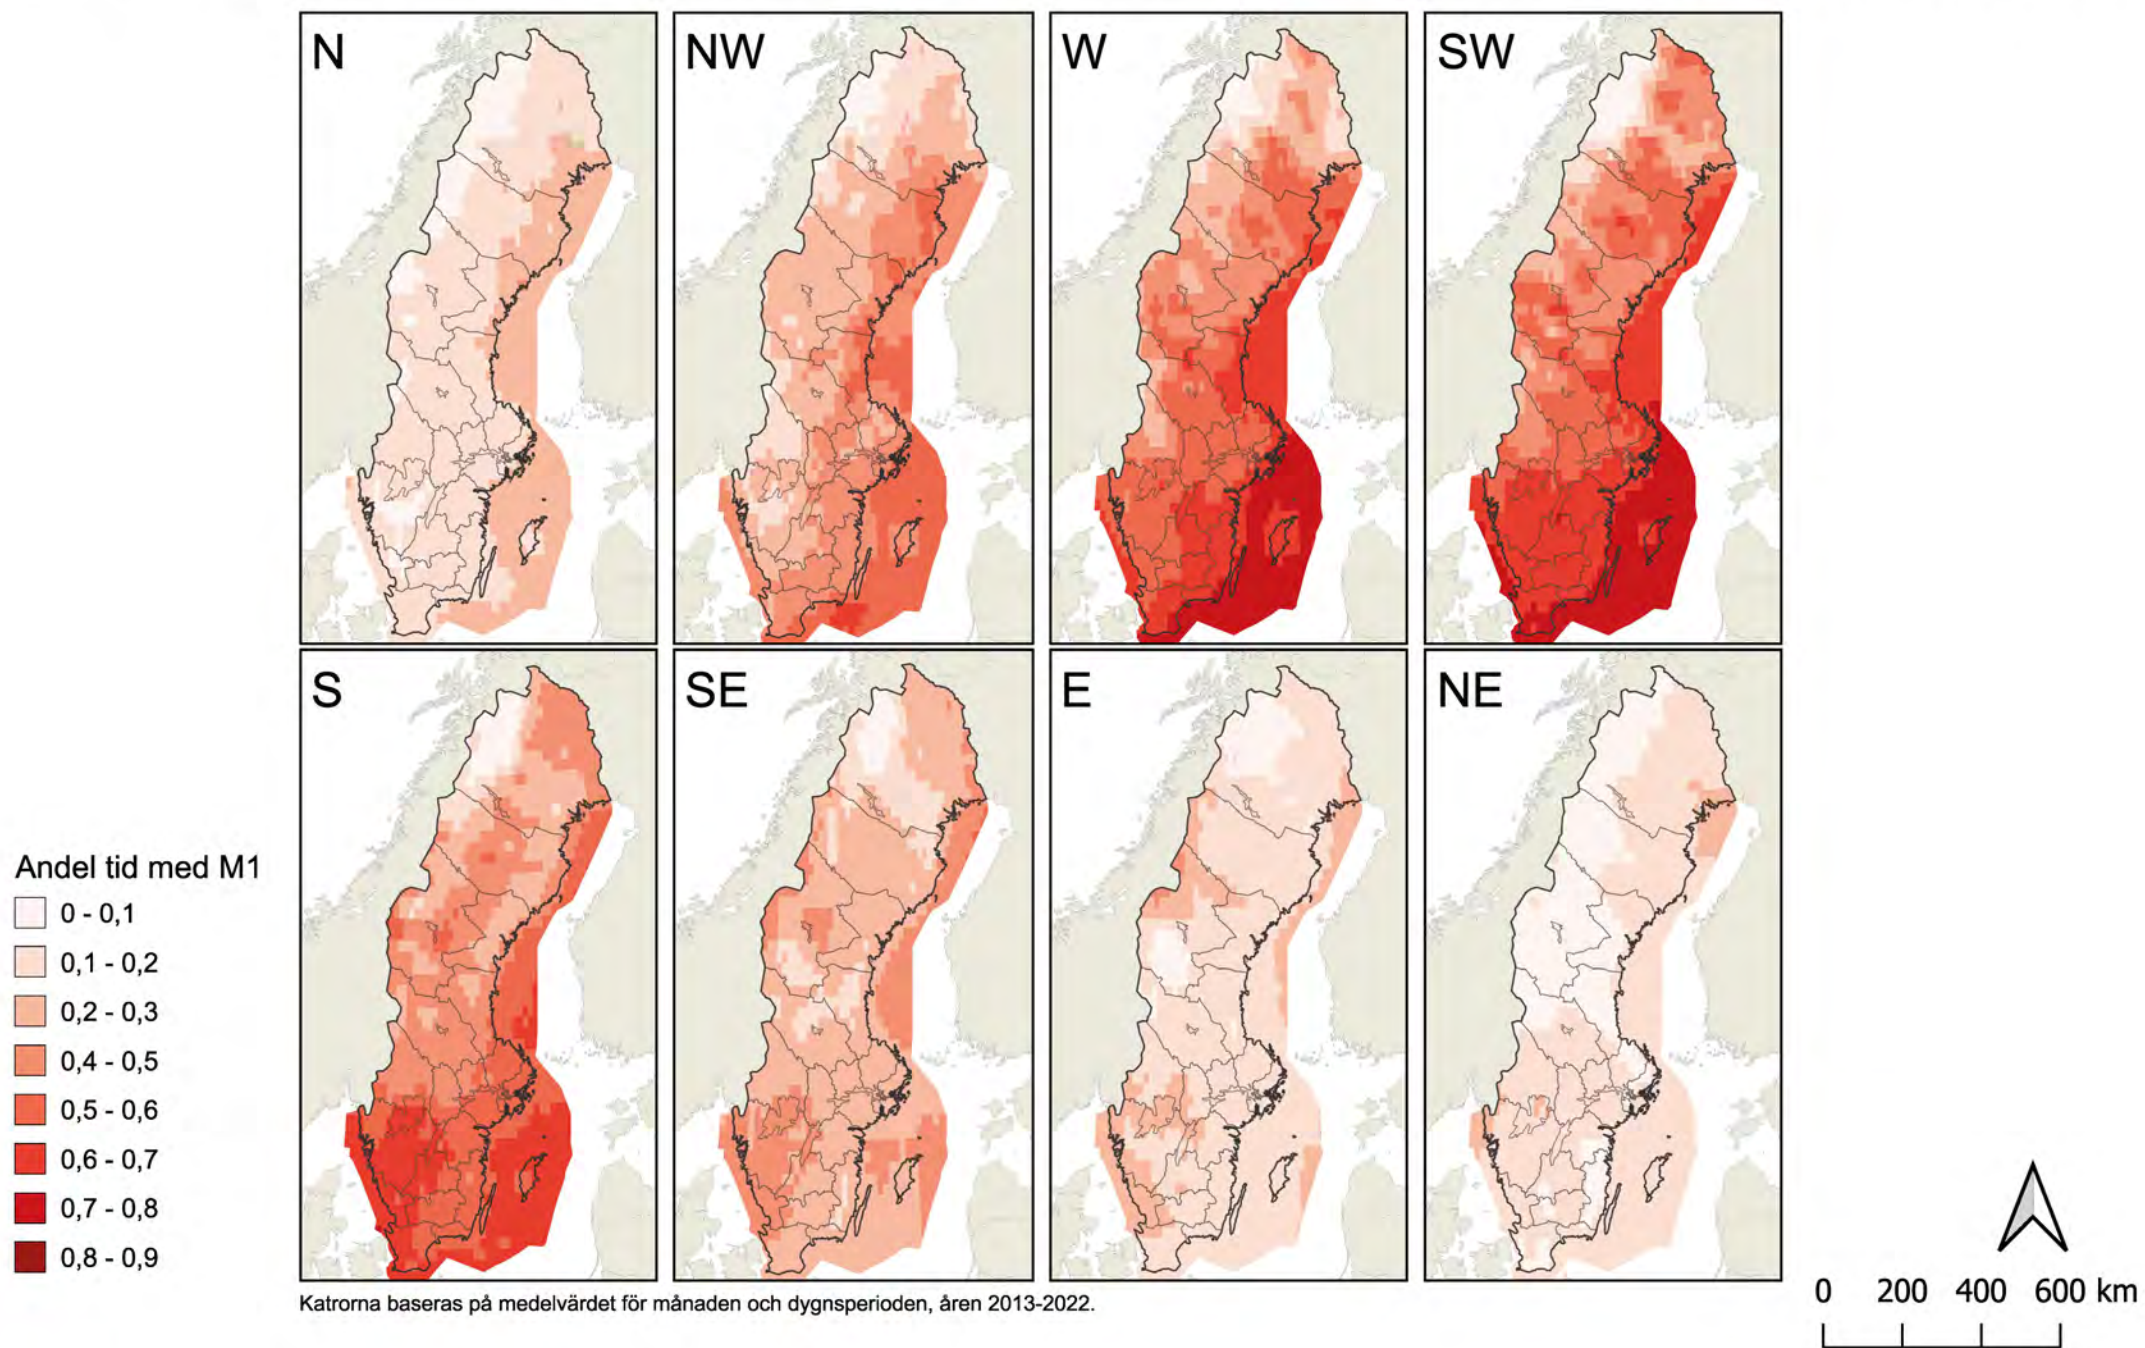 N
NW
W
SW
S
SE
E
NE
Andel tid med M1
0 - 0,1
0,1 - 0,2
0,2 - 0,3
0,4 - 0,5
0,5 - 0,6
0,6 - 0,7
0,7 - 0,8
0,8 - 0,9
Katrorna baseras på medelvärdet för månaden och dygnsperioden, åren 2013-2022.
0 200 400 600 km